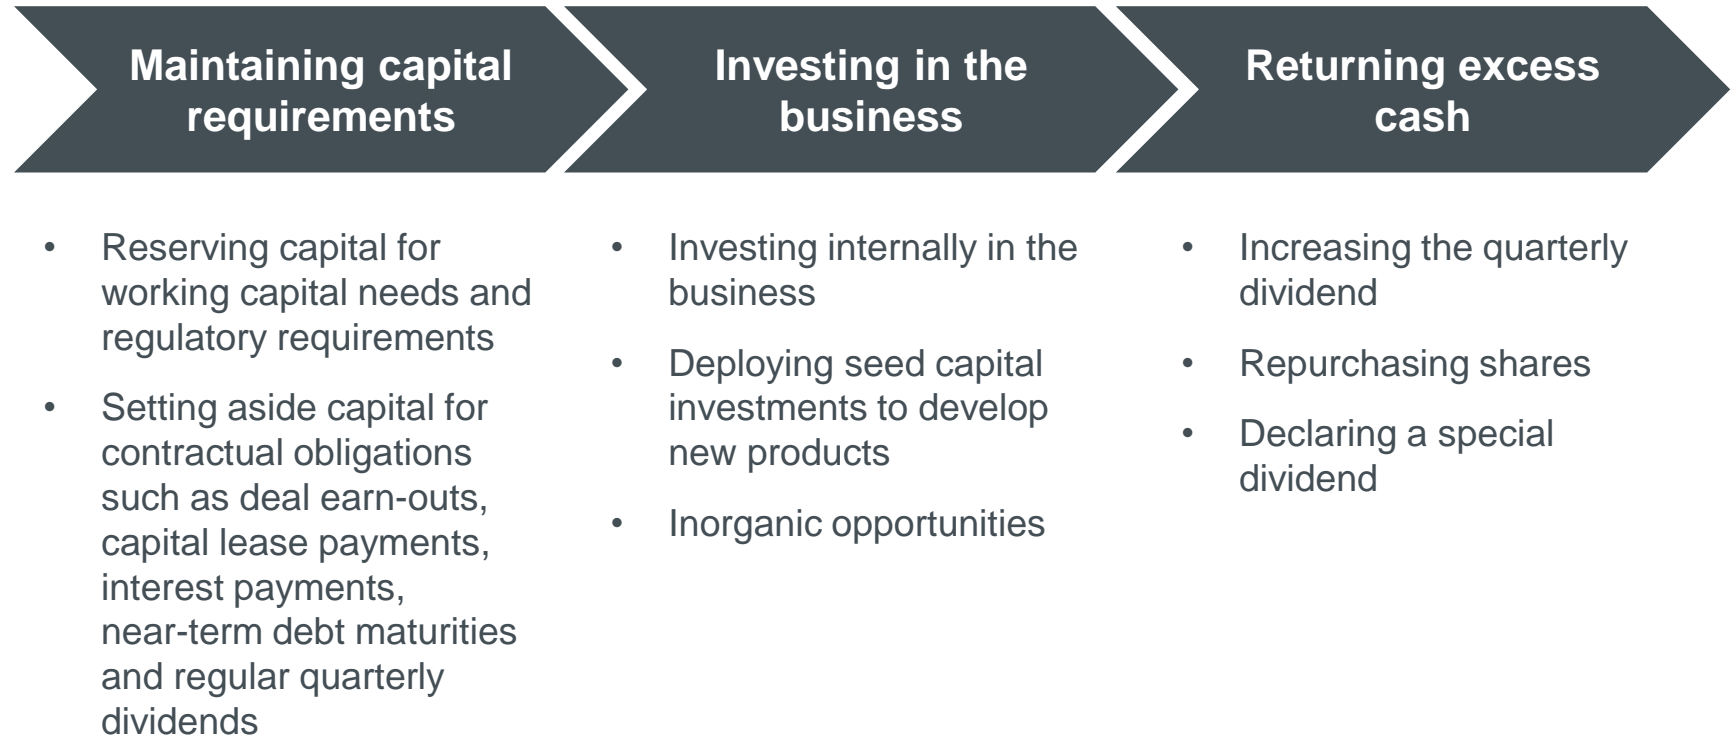 Maintaining capital
requirements
Investing in the
business
Returning excess
cash
• Reserving capital for
working capital needs and
regulatory requirements
• Setting aside capital for
contractual obligations
such as deal earn-outs,
capital lease payments,
interest payments,
near-term debt maturities
and regular quarterly
dividends
• Investing internally in the
business
• Deploying seed capital
investments to develop
new products
• Inorganic opportunities
• Increasing the quarterly
dividend
• Repurchasing shares
• Declaring a special
dividend